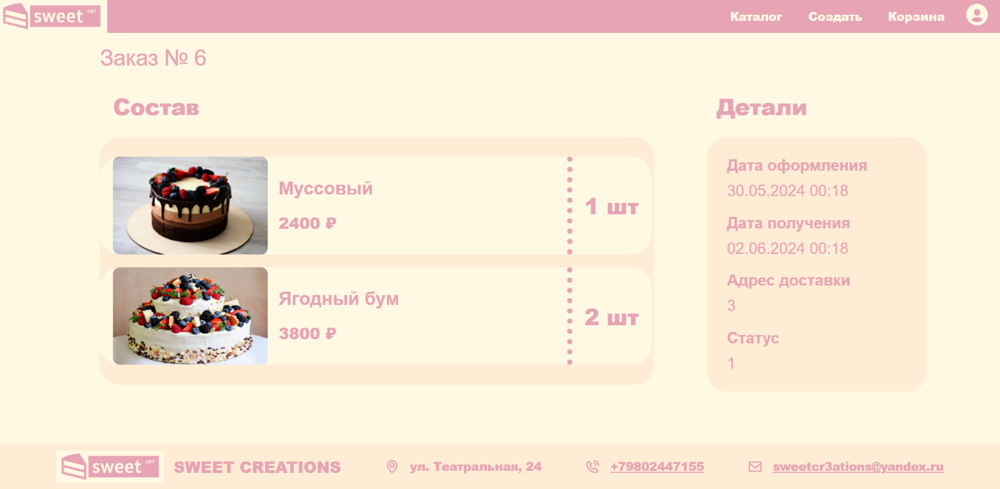 sweet CRT
Каталог Создать Корзина
Заказ № 6
Состав
Муссовый
2400 ₽
1 шт
Ягодный бум
3800 ₽
2 шт
Детали
Дата оформления
30.05.2024 00:18
Дата получения
02.06.2024 00:18
Адрес доставки
3
Статус
1
sweet CRT SWEET CREATIONS ул. Театральная, 24 +79802447155 sweetcr3ations@yandex.ru